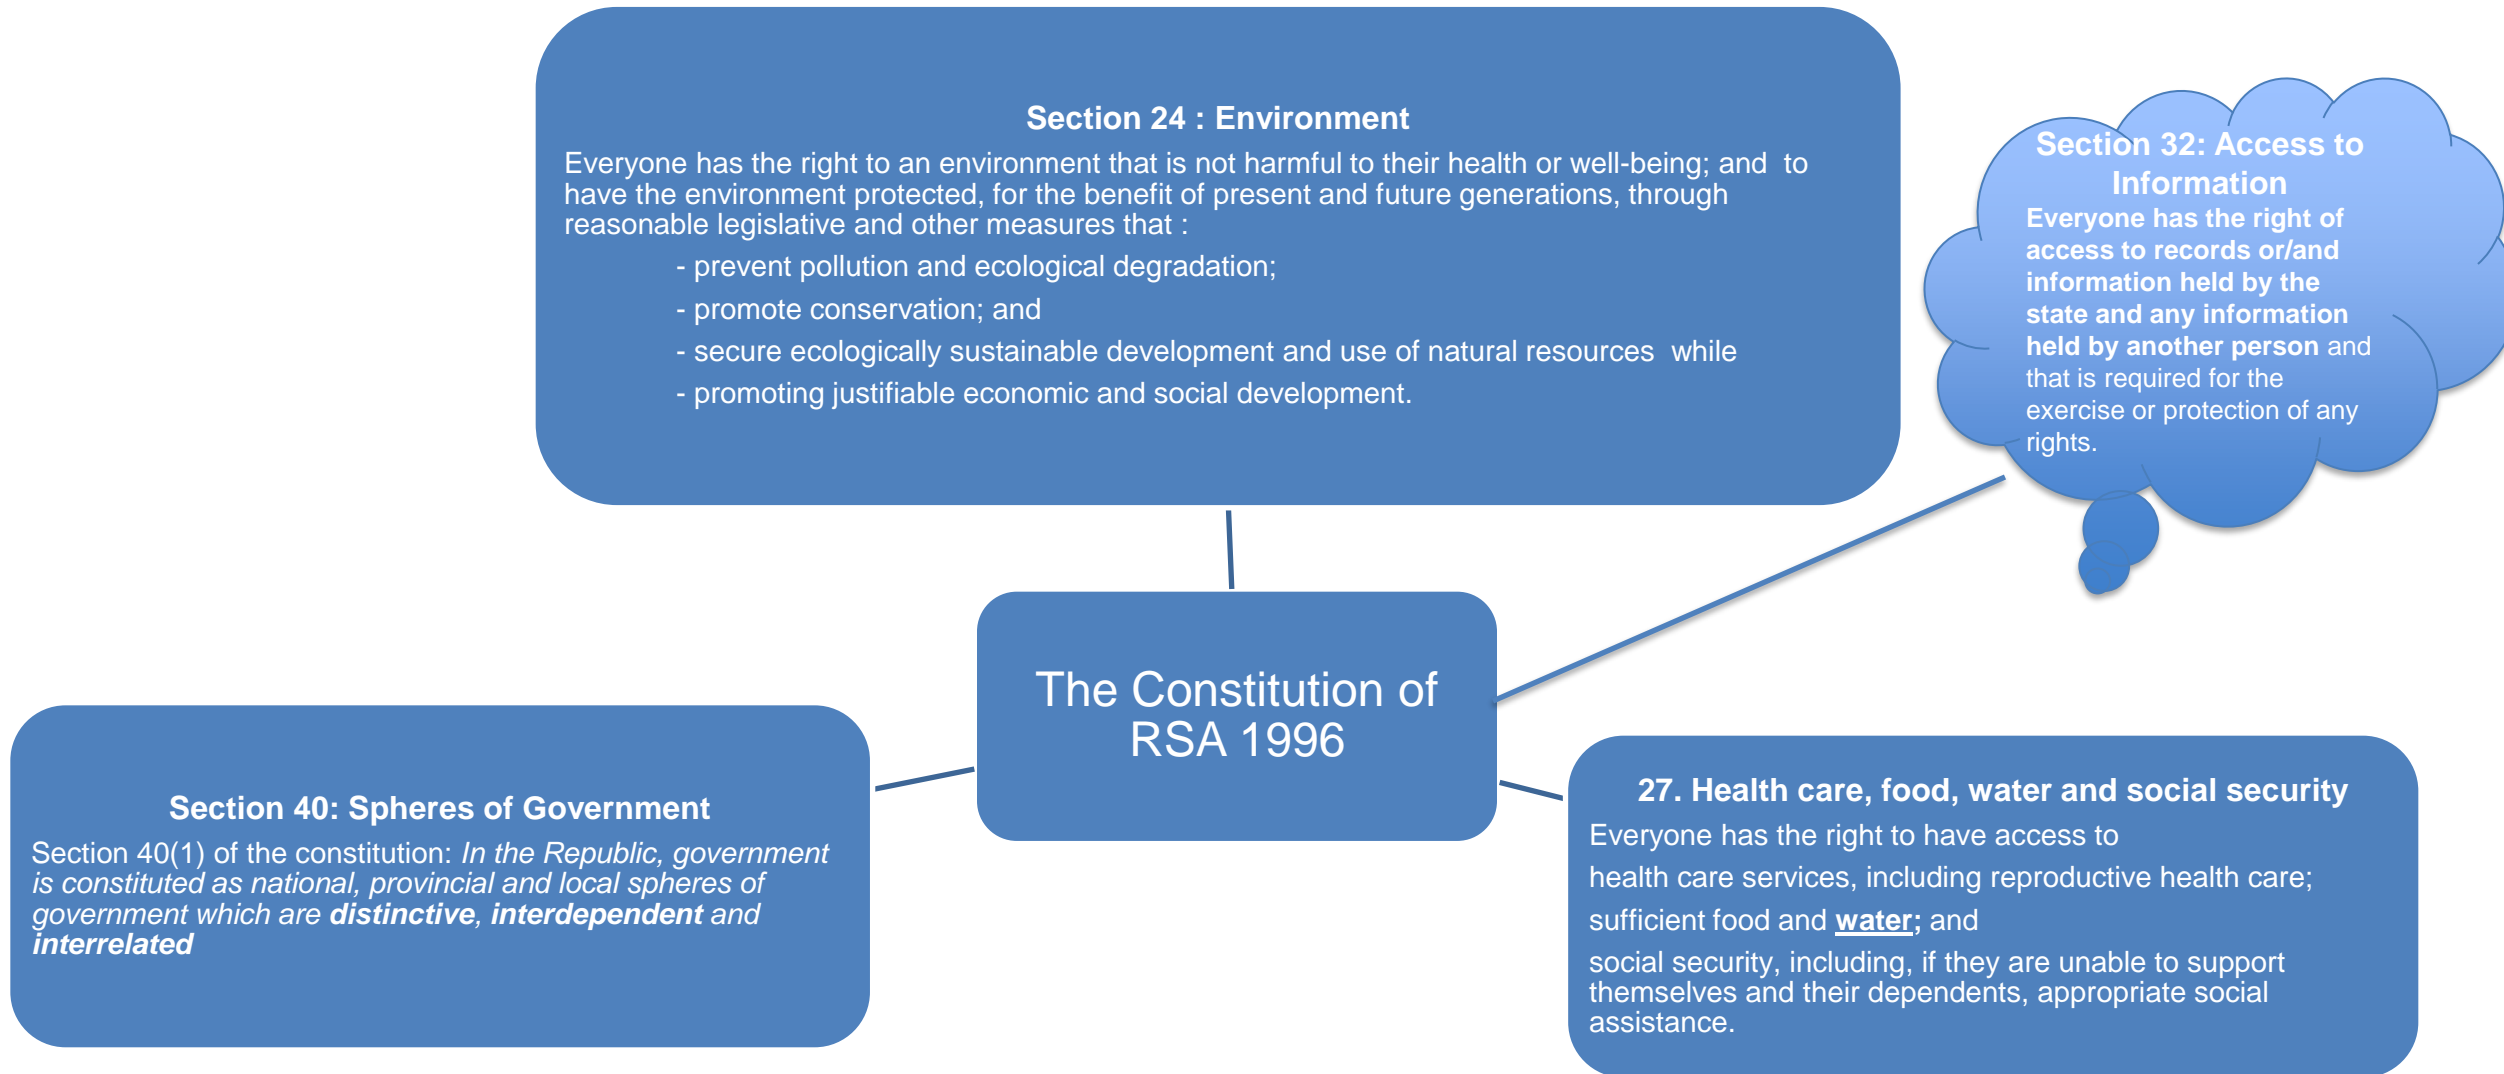 Section 24 : Environment
Everyone has the right to an environment that is not harmful to their health or well-being; and  to
have the environment protected, for the benefit of present and future generations, through
reasonable legislative and other measures that :
- prevent pollution and ecological degradation;
- promote conservation; and
- secure ecologically sustainable development and use of natural resources  while
- promoting justifiable economic and social development.
Section 32: Access to
Information
Everyone has the right of
access to records or/and
information held by the
state and any information
held by another person and
that is required for the
exercise or protection of any
rights.
The Constitution of
RSA 1996
Section 40: Spheres of Government
Section 40(1) of the constitution: In the Republic, government
is constituted as national, provincial and local spheres of
government which are distinctive, interdependent and
interrelated
27. Health care, food, water and social security
Everyone has the right to have access to
health care services, including reproductive health care;
sufficient food and water; and
social security, including, if they are unable to support
themselves and their dependents, appropriate social
assistance.